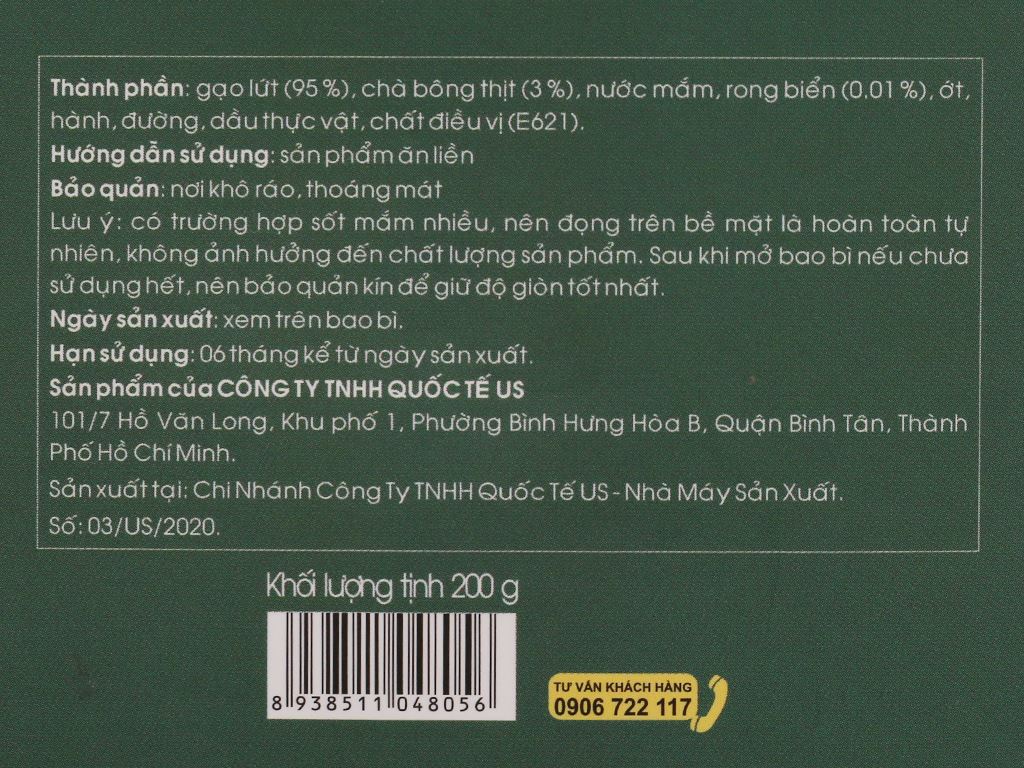 Thành phần: gạo lứt (95%), chà bông thịt (3%), nước mắm, rong biển (0.01%), ớt,
hành, đường, dầu thực vật, chất điều vị (E621).
Hướng dẫn sử dụng: sản phẩm ăn liền
Bảo quản: nơi khô ráo, thoáng mát
Lưu ý: có trường hợp sốt mắm nhiều, nên đọng trên bề mặt là hoàn toàn tự
nhiên, không ảnh hưởng đến chất lượng sản phẩm. Sau khi mở bao bì nếu chưa
sử dụng hết, nên bảo quản kín để giữ độ giòn tốt nhất.
Ngày sản xuất: xem trên bao bì.
Hạn sử dụng: 06 tháng kể từ ngày sản xuất.
Sản phẩm của CÔNG TY TNHH QUỐC TẾ US
101/7 Hồ Văn Long, Khu phố 1, Phường Bình Hưng Hòa B, Quận Bình Tân, Thành
Phố Hồ Chí Minh.
Sản xuất tại: Chi Nhánh Công Ty TNHH Quốc Tế US - Nhà Máy Sản Xuất.
Số: 03/US/2020.
Khối lượng tịnh 200 g
8 938511 048056
TƯ VẤN KHÁCH HÀNG
0906 722 117